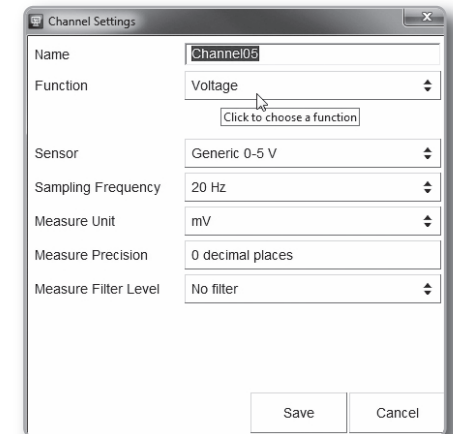 Channel Settings
Name Channel05
Function Voltage
Click to choose a function
Sensor Generic 0-5 V
Sampling Frequency 20 Hz
Measure Unit mV
Measure Precision 0 decimal places
Measure Filter Level No filter
Save Cancel